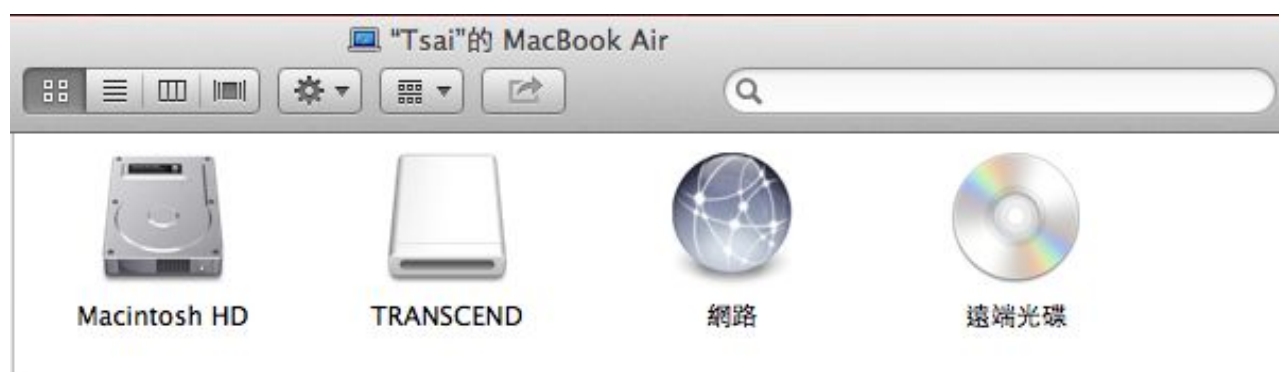 “Tsai”的 MacBook Air
Macintosh HD
TRANSCEND
網路
遠端光碟